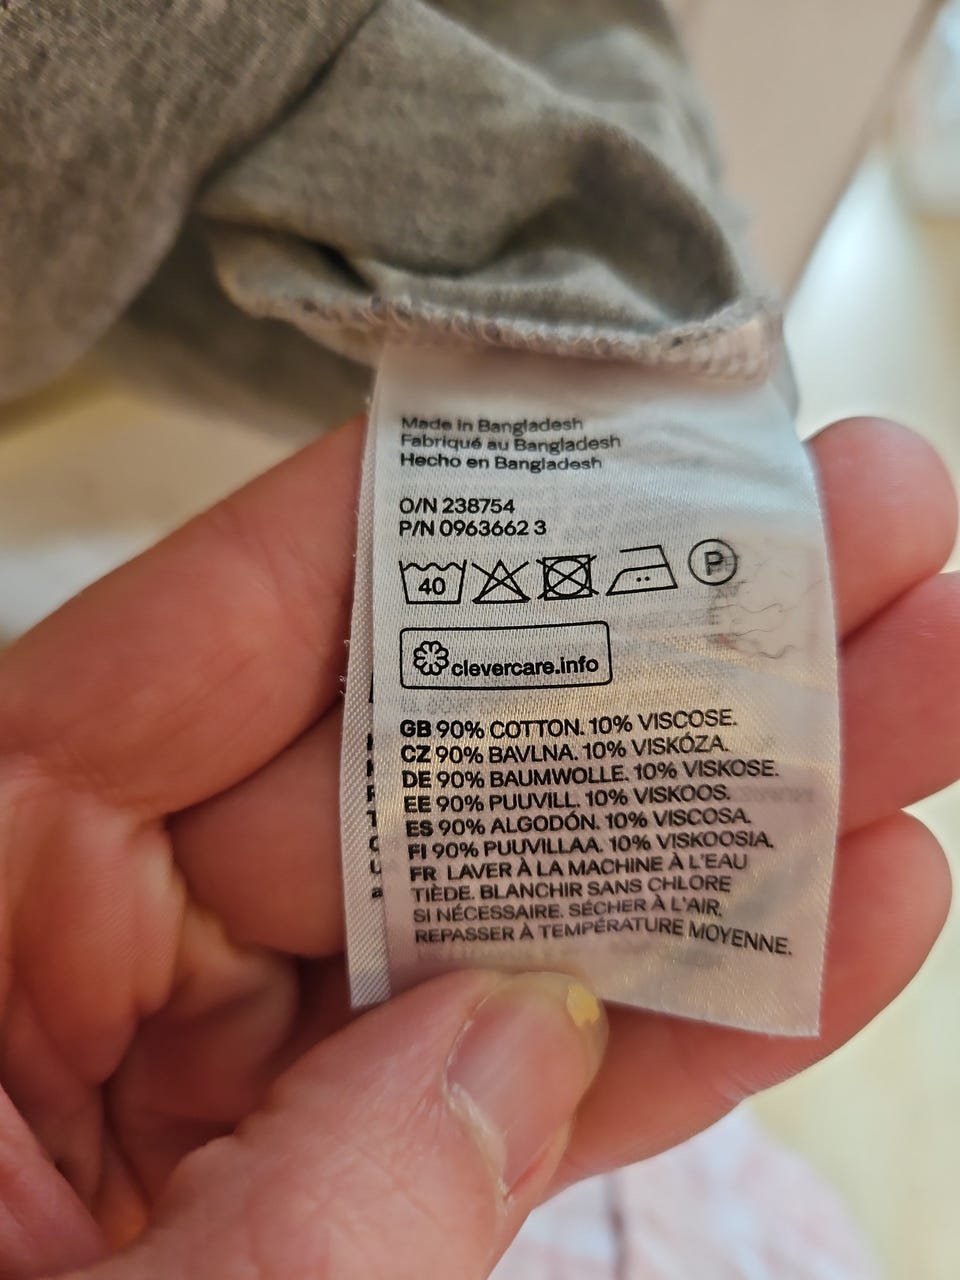 Made in Bangladesh
Fabriqué au Bangladesh
Hecho en Bangladesh
O/N 238754
P/N 0963662 3
40 P
clevercare.info
GB 90% COTTON. 10% VISCOSE.
CZ 90% BAVLNA. 10% VISKÓZA.
DE 90% BAUMWOLLE. 10% VISKOSE.
EE 90% PUUVILL. 10% VISKOOS.
ES 90% ALGODÓN. 10% VISCOSA.
FI 90% PUUVILLAA. 10% VISKOOSIA.
FR LAVER À LA MACHINE À L'EAU
TIÈDE. BLANCHIR SANS CHLORE
SI NÉCESSAIRE. SÉCHER À L'AIR.
REPASSER À TEMPÉRATURE MOYENNE.